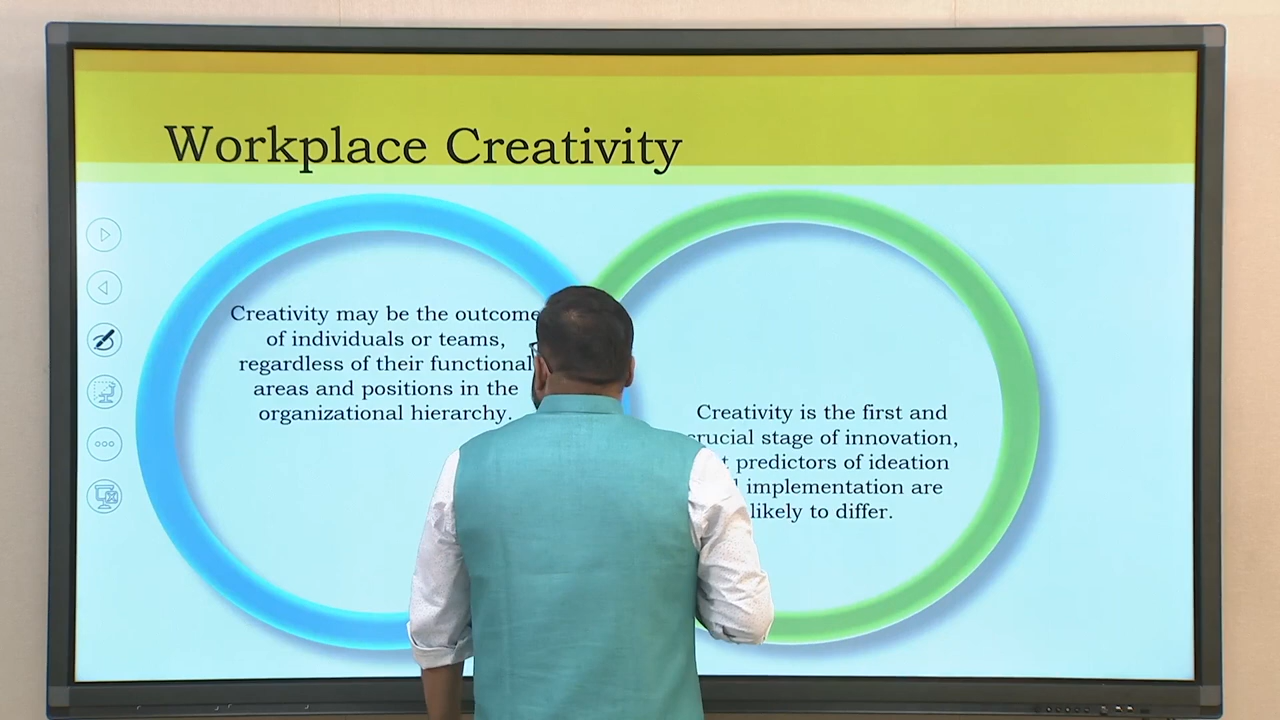 Workplace Creativity
Creativity may be the outcome
of individuals or teams,
regardless of their functional
areas and positions in the
organizational hierarchy.
Creativity is the first and
crucial stage of innovation,
predictors of ideation
implementation are
likely to differ.